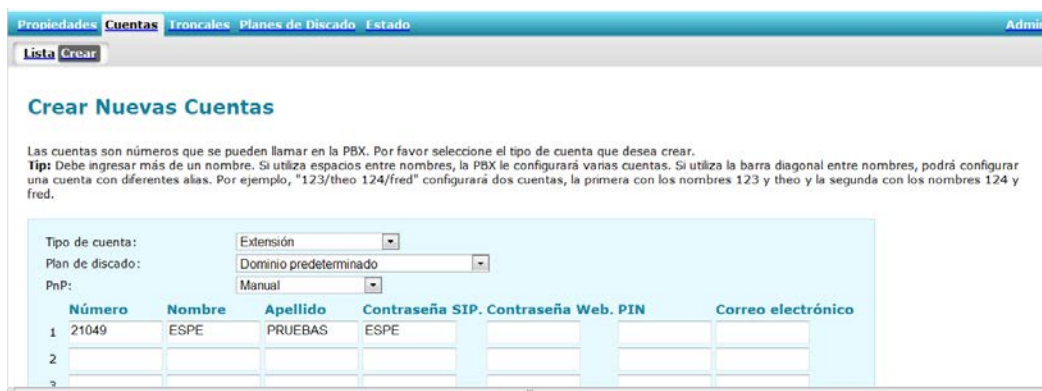 Propiedades Cuentas Troncales Planes de Discado Estado Admi
Lista Crear
Crear Nuevas Cuentas
Las cuentas son números que se pueden llamar en la PBX. Por favor seleccione el tipo de cuenta que desea crear.
Tip: Debe ingresar más de un nombre. Si utiliza espacios entre nombres, la PBX le configurará varias cuentas. Si utiliza la barra diagonal entre nombres, podrá configurar
una cuenta con diferentes alias. Por ejemplo, "123/theo 124/fred" configurará dos cuentas, la primera con los nombres 123 y theo y la segunda con los nombres 124 y
fred.
Tipo de cuenta: Extensión
Plan de discado: Dominio predeterminado
PnP: Manual
Número Nombre Apellido Contraseña SIP. Contraseña Web. PIN Correo electrónico
1 21049 ESPE PRUEBAS ESPE
2